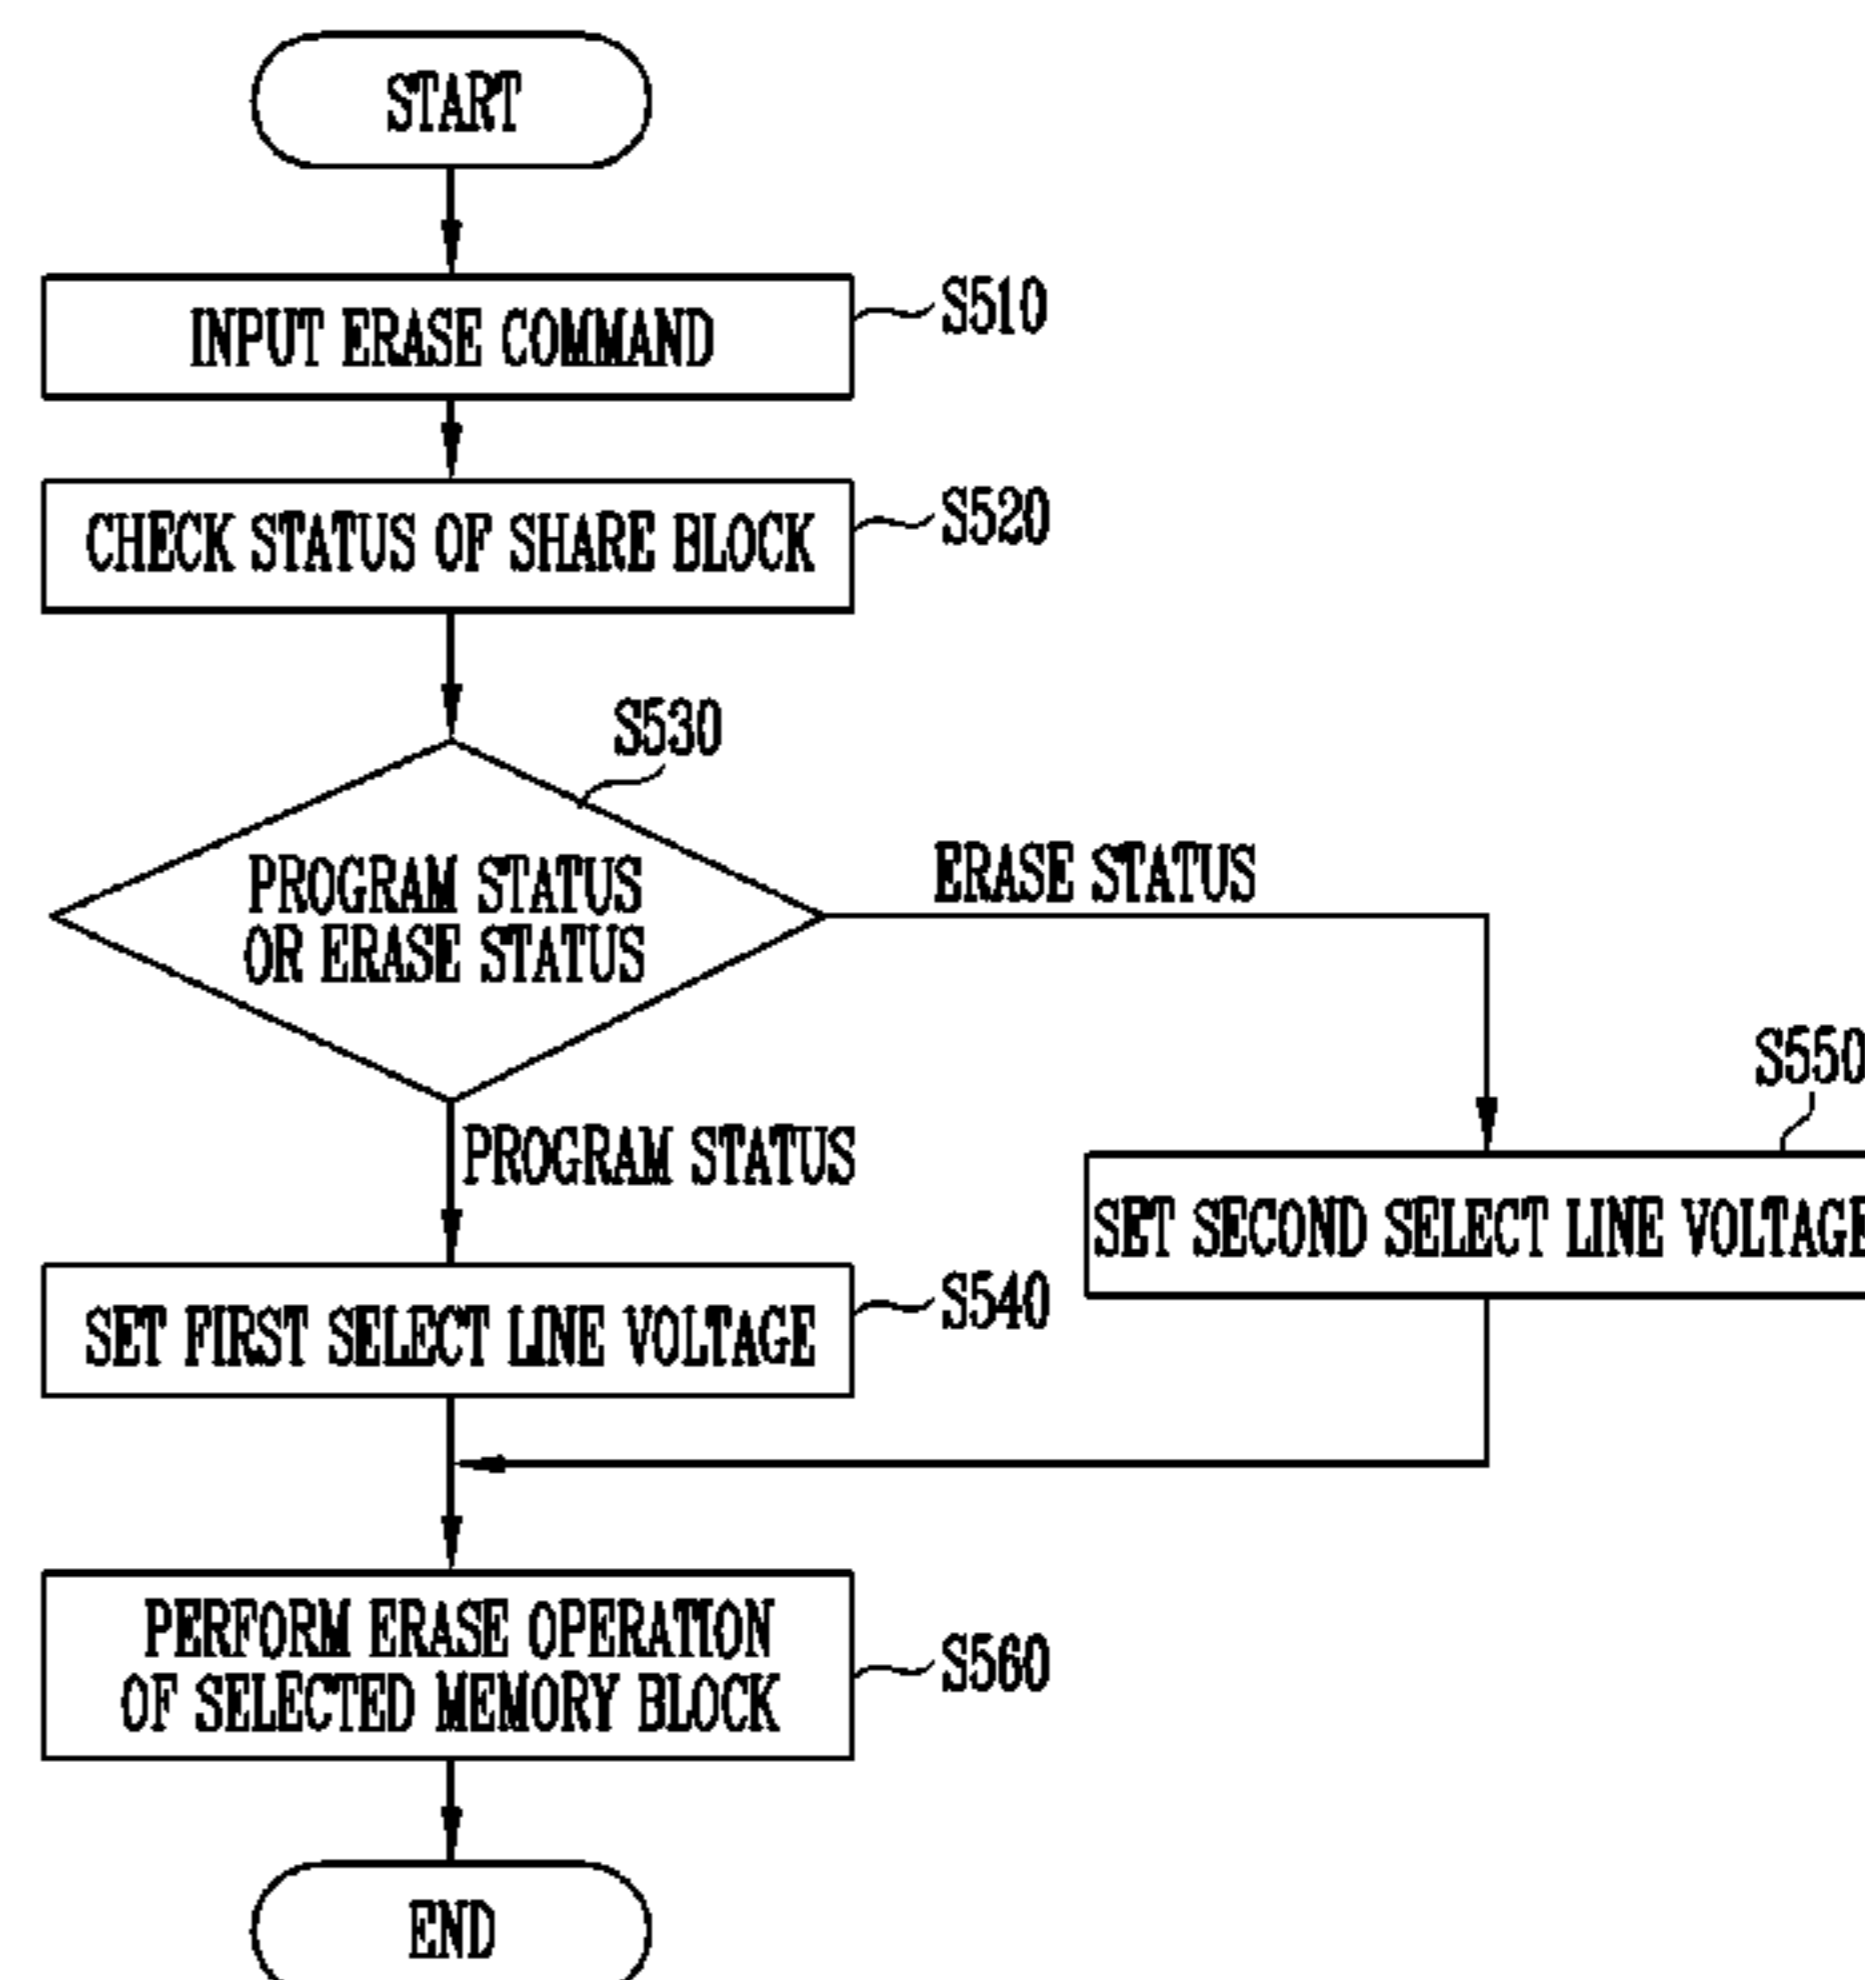 START
INPUT ERASE COMMAND
S510
CHECK STATUS OF SHARE BLOCK
S520
S530
PROGRAM STATUS
OR ERASE STATUS
ERASE STATUS
PROGRAM STATUS
S550
SET SECOND SELECT LINE VOLTAGE
SET FIRST SELECT LINE VOLTAGE
S540
PERFORM ERASE OPERATION
OF SELECTED MEMORY BLOCK
S560
END